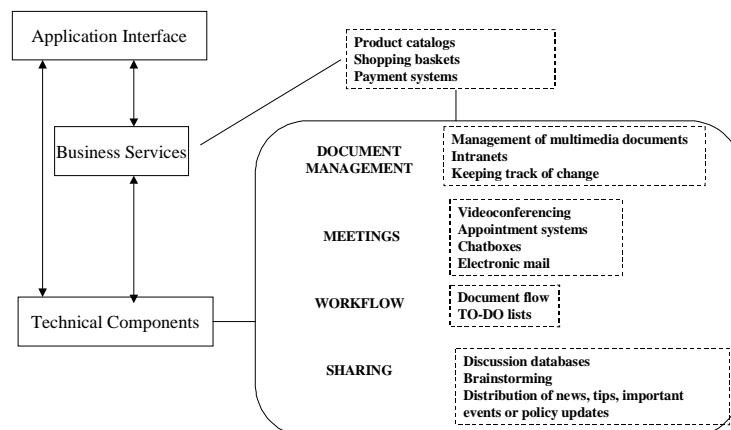 Application Interface
Product catalogs
Shopping baskets
Payment systems
Business Services
DOCUMENT
MANAGEMENT
Management of multimedia documents
Intranets
Keeping track of change
MEETINGS
Videoconferencing
Appointment systems
Chatboxes
Electronic mail
Technical Components
WORKFLOW
Document flow
TO-DO lists
SHARING
Discussion databases
Brainstorming
Distribution of news, tips, important
events or policy updates